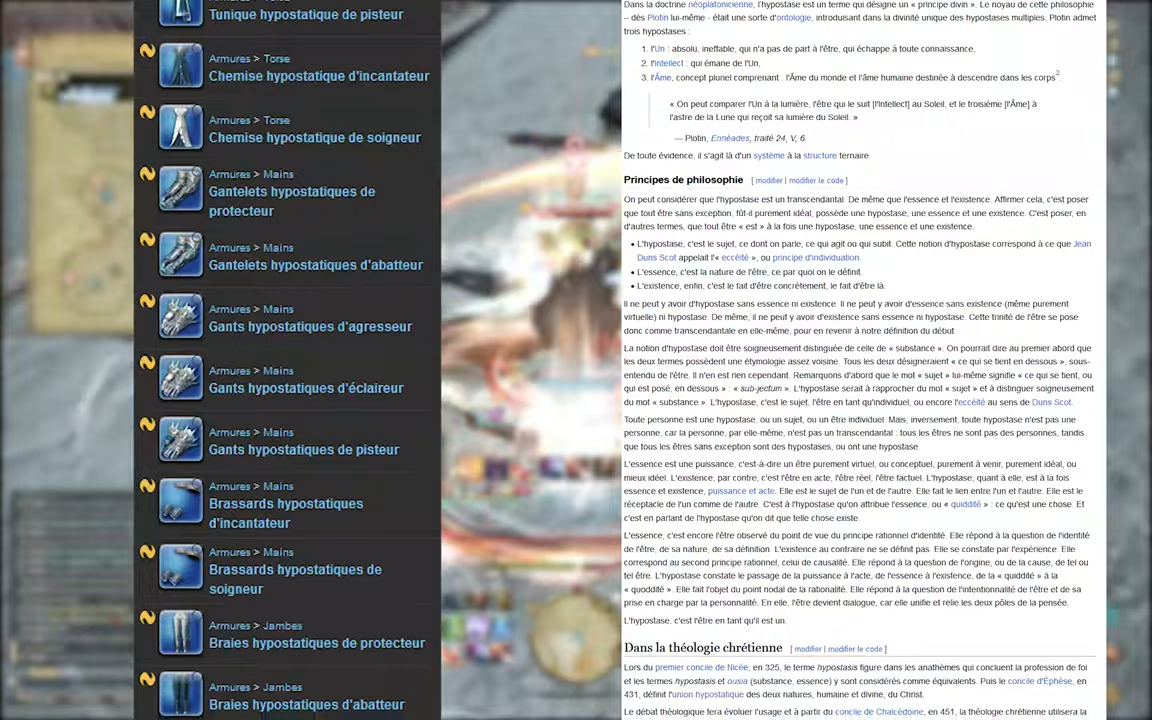 Tunique hypostatique de pisteur
Armures > Torse
Chemise hypostatique d'incantateur
Armures > Torse
Chemise hypostatique de soigneur
Armures > Mains
Gantelets hypostatiques de
protecteur
Armures > Mains
Gantelets hypostatiques d'abatteur
Armures > Mains
Gants hypostatiques d'agresseur
Armures > Mains
Gants hypostatiques d'éclaireur
Armures > Mains
Gants hypostatiques de pisteur
Armures > Mains
Brassards hypostatiques
d'incantateur
Armures > Mains
Brassards hypostatiques de
soigneur
Armures > Jambes
Braies hypostatiques de protecteur
Armures > Jambes
Braies hypostatiques d'abatteur
Dans la doctrine néoplatonicienne, l'hypostase est un terme qui désigne un « principe divin ». Le noyau de cette philosophie
– dès Plotin lui-même - était une sorte d'ontologie, introduisant dans la divinité unique des hypostases multiples. Plotin admet
trois hypostases :
1. l'Un : absolu, ineffable, qui n'a pas de part à l'être, qui échappe à toute connaissance,
2. l'Intellect : qui émane de l'Un,
3. l'Âme, concept pluriel comprenant : l'Âme du monde et l'âme humaine destinée à descendre dans les corps2.
« On peut comparer l'Un à la lumière, l'être qui le suit [l'Intellect] au Soleil, et le troisième [l'Âme] à
l'astre de la Lune qui reçoit sa lumière du Soleil. »
— Plotin, Ennéades, traité 24, V, 6.
De toute évidence, il s'agit là d'un système à la structure ternaire
Principes de philosophie [ modifier | modifier le code ]
On peut considérer que l'hypostase est un transcendantal. De même que l'essence et l'existence. Affirmer cela, c'est poser
que tout être sans exception, fût-il purement idéal, possède une hypostase, une essence et une existence. C'est poser, en
d'autres termes, que tout être « est » à la fois une hypostase, une essence et une existence.
• L'hypostase, c'est le sujet, ce dont on parle, ce qui agit ou qui subit. Cette notion d'hypostase correspond à ce que Jean
Duns Scot appelait l'« eccéité », ou principe d'individuation.
• L'essence, c'est la nature de l'être, ce par quoi on le définit.
• L'existence, enfin, c'est le fait d'être concrètement, le fait d'être là.
Il ne peut y avoir d'hypostase sans essence ni existence. Il ne peut y avoir d'essence sans existence (même purement
virtuelle) ni hypostase. De même, il ne peut y avoir d'existence sans essence ni hypostase. Cette trinité de l'être se pose
donc comme transcendantale en elle-même, pour en revenir à notre définition du début
La notion d'hypostase doit être soigneusement distinguée de celle de « substance ». On pourrait dire au premier abord que
les deux termes possèdent une étymologie assez voisine. Tous les deux désigneraient « ce qui se tient en dessous », sous-
entendu de l'être. Il n'en est rien cependant. Remarquons d'abord que le mot « sujet » lui-même signifie « ce qui se tient, ou
qui est posé, en dessous » : « sub-jectum ». L'hypostase serait à rapprocher du mot « sujet » et à distinguer soigneusement
du mot « substance ». L'hypostase, c'est le sujet, l'être en tant qu'individuel, ou encore l'eccéité au sens de Duns Scot.
Toute personne est une hypostase, ou un sujet, ou un être individuel. Mais, inversement, toute hypostase n'est pas une
personne, car la personne, par elle-même, n'est pas un transcendantal : tous les êtres ne sont pas des personnes, tandis
que tous les êtres sans exception sont des hypostases, ou ont une hypostase.
L'essence est une puissance, c'est-à-dire un être purement virtuel, ou conceptuel, purement à venir, purement idéal, ou
mieux idéel. L'existence, par contre, c'est l'être en acte, l'être réel, l'être factuel. L'hypostase, quant à elle, est à la fois
essence et existence, puissance et acte. Elle est le sujet de l'un et de l'autre. Elle fait le lien entre l'un et l'autre. Elle est le
réceptacle de l'un comme de l'autre. C'est à l'hypostase qu'on attribue l'essence, ou « quiddité » : ce qu'est une chose. Et
c'est en parlant de l'hypostase qu'on dit que telle chose existe.
L'essence, c'est encore l'être observé du point de vue du principe rationnel d'identité. Elle répond à la question de l'identité
de l'être, de sa nature, de sa définition. L'existence au contraire ne se définit pas. Elle se constate par l'expérience. Elle
correspond au second principe rationnel, celui de causalité. Elle répond à la question de l'origine, ou de la cause, de tel ou
tel être. L'hypostase constate le passage de la puissance à l'acte, de l'essence à l'existence, de la « quiddité » à la
« quoddité ». Elle fait l'objet du point nodal de la rationalité. Elle répond à la question de l'intentionnalité de l'être et de sa
prise en charge par la personnalité. En elle, l'être devient dialogue, car elle unifie et relie les deux pôles de la pensée.
L'hypostase, c'est l'être en tant qu'il est un.
Dans la théologie chrétienne [ modifier | modifier le code ]
Lors du premier concile de Nicée, en 325, le terme hypostasis figure dans les anathèmes qui concluent la profession de foi
et les termes hypostasis et ousia (substance, essence) y sont considérés comme équivalents. Puis le concile d'Éphèse, en
431, définit l'union hypostatique des deux natures, humaine et divine, du Christ.
Le débat théologique fera évoluer l'usage et à partir du concile de Chalcédoine, en 451, la théologie chrétienne utilisera la